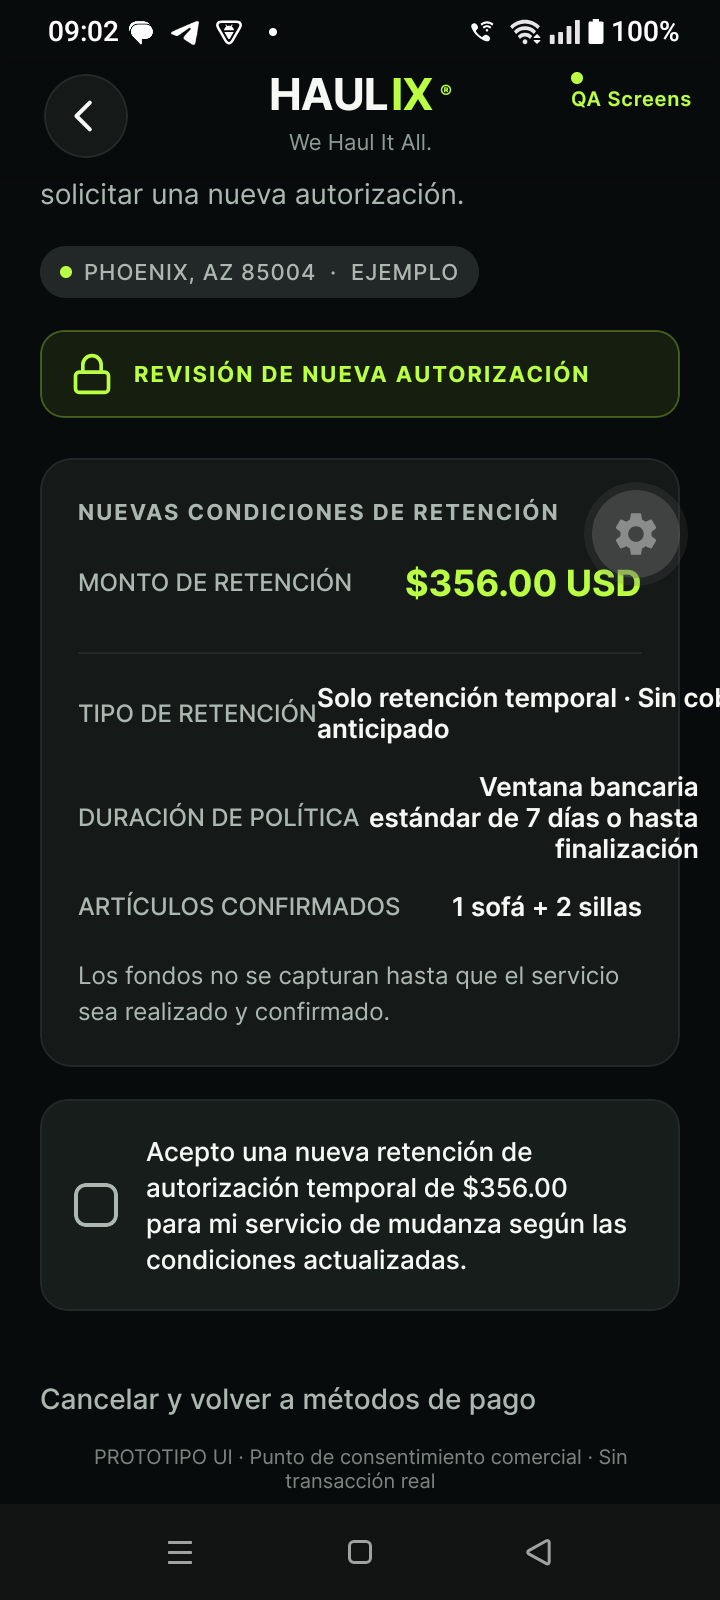 09:02
100%
HAULIX ®
QA Screens
We Haul It All.
solicitar una nueva autorización.
PHOENIX, AZ 85004 · EJEMPLO
REVISIÓN DE NUEVA AUTORIZACIÓN
NUEVAS CONDICIONES DE RETENCIÓN
MONTO DE RETENCIÓN $356.00 USD
TIPO DE RETENCIÓN
Solo retención temporal · Sin
anticipado
DURACIÓN DE POLÍTICA
Ventana bancaria
estándar de 7 días o hasta
finalización
ARTÍCULOS CONFIRMADOS 1 sofá + 2 sillas
Los fondos no se capturan hasta que el servicio
sea realizado y confirmado.
Acepto una nueva retención de
autorización temporal de $356.00
para mi servicio de mudanza según las
condiciones actualizadas.
Cancelar y volver a métodos de pago
PROTOTIPO UI · Punto de consentimiento comercial · Sin
transacción real